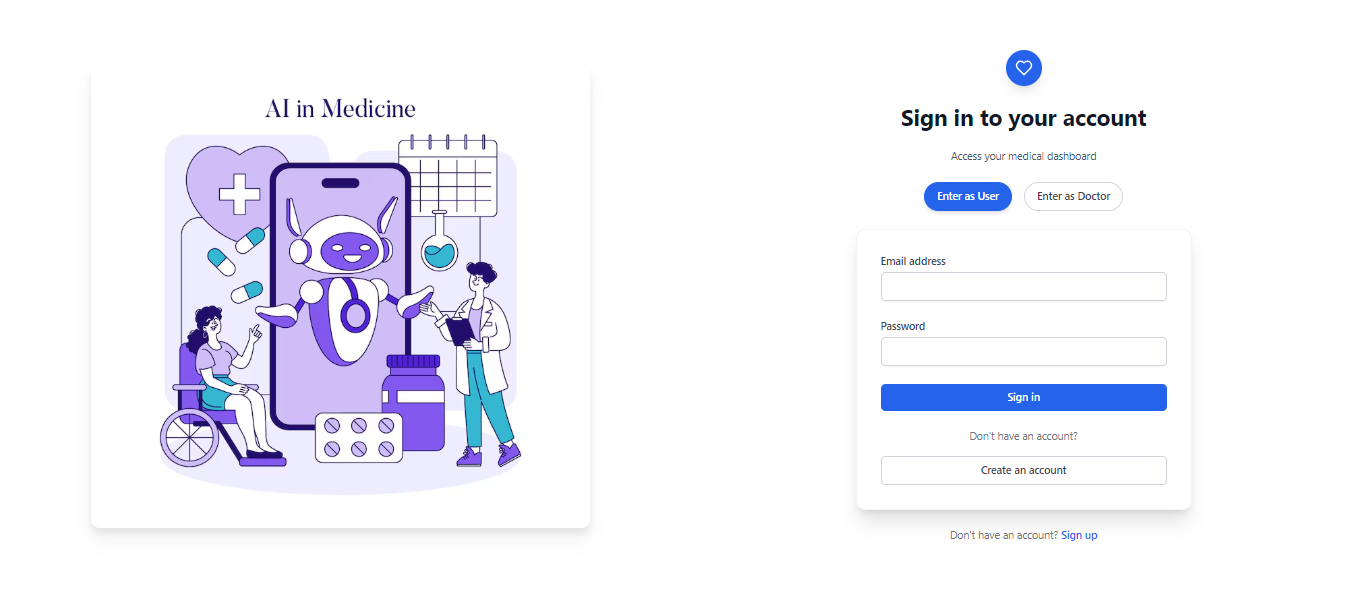 AI in Medicine
Sign in to your account
Access your medical dashboard
Enter as User
Enter as Doctor
Email address
Password
Sign in
Don't have an account?
Create an account
Don't have an account? Sign up